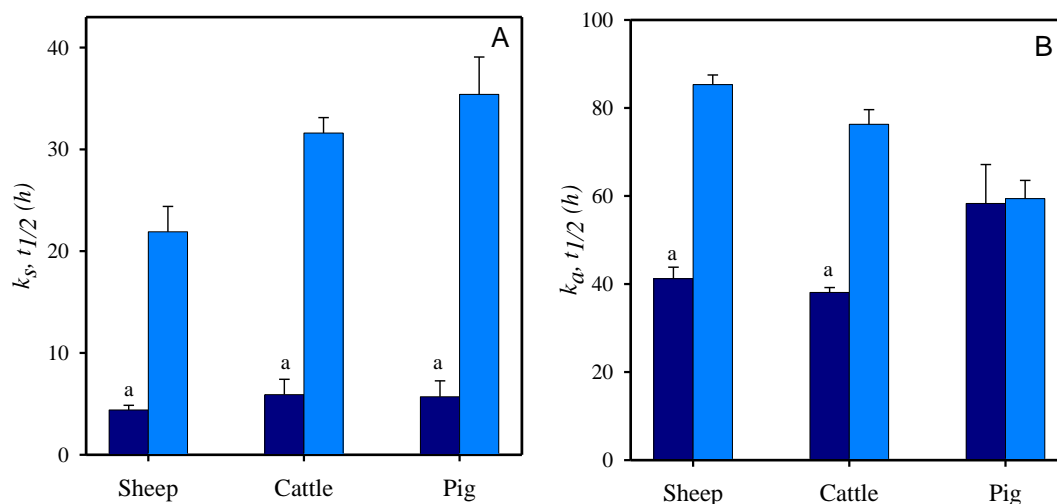 A
40
30
20
10
0
k_s, t_1/2 (h)
a
a
a
Sheep
Cattle
Pig
B
100
80
60
40
20
0
k_a, t_1/2 (h)
a
a
Sheep
Cattle
Pig